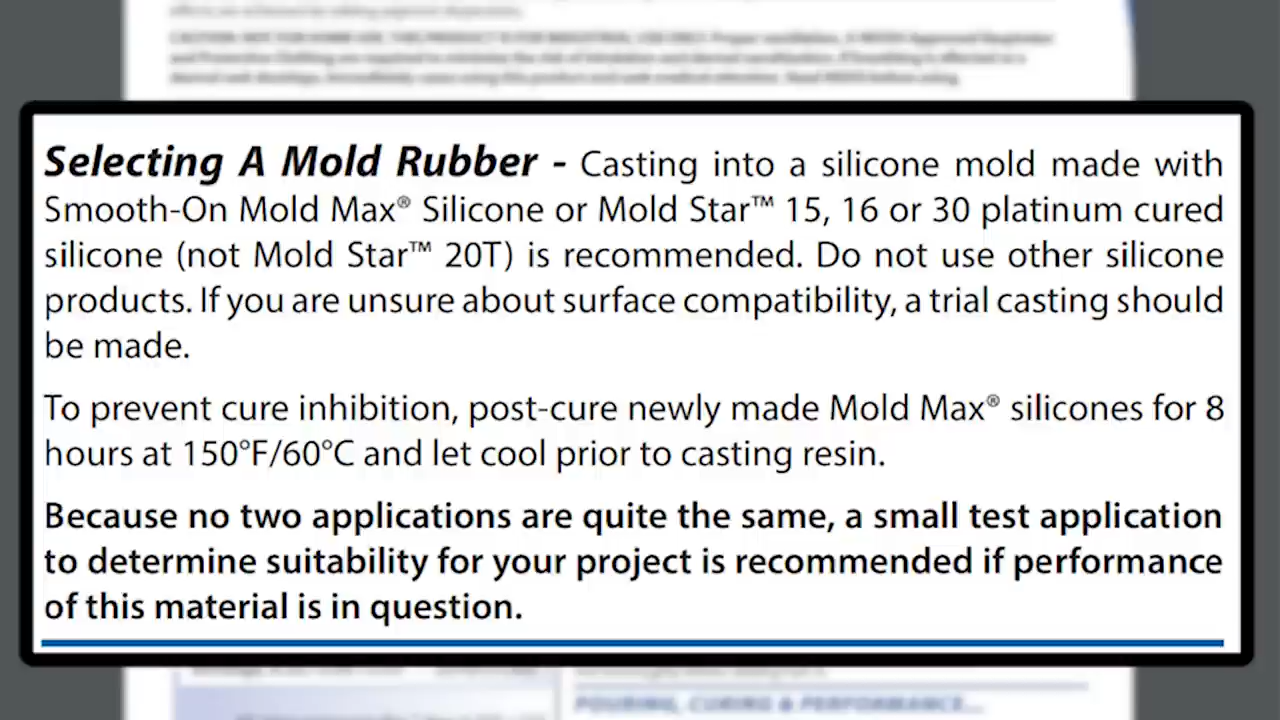 Selecting A Mold Rubber - Casting into a silicone mold made with
Smooth-On Mold Max® Silicone or Mold Star™ 15, 16 or 30 platinum cured
silicone (not Mold Star™ 20T) is recommended. Do not use other silicone
products. If you are unsure about surface compatibility, a trial casting should
be made.
To prevent cure inhibition, post-cure newly made Mold Max® silicones for 8
hours at 150°F/60°C and let cool prior to casting resin.
Because no two applications are quite the same, a small test application
to determine suitability for your project is recommended if performance
of this material is in question.
POURING, CURING & PERFORMANCE...